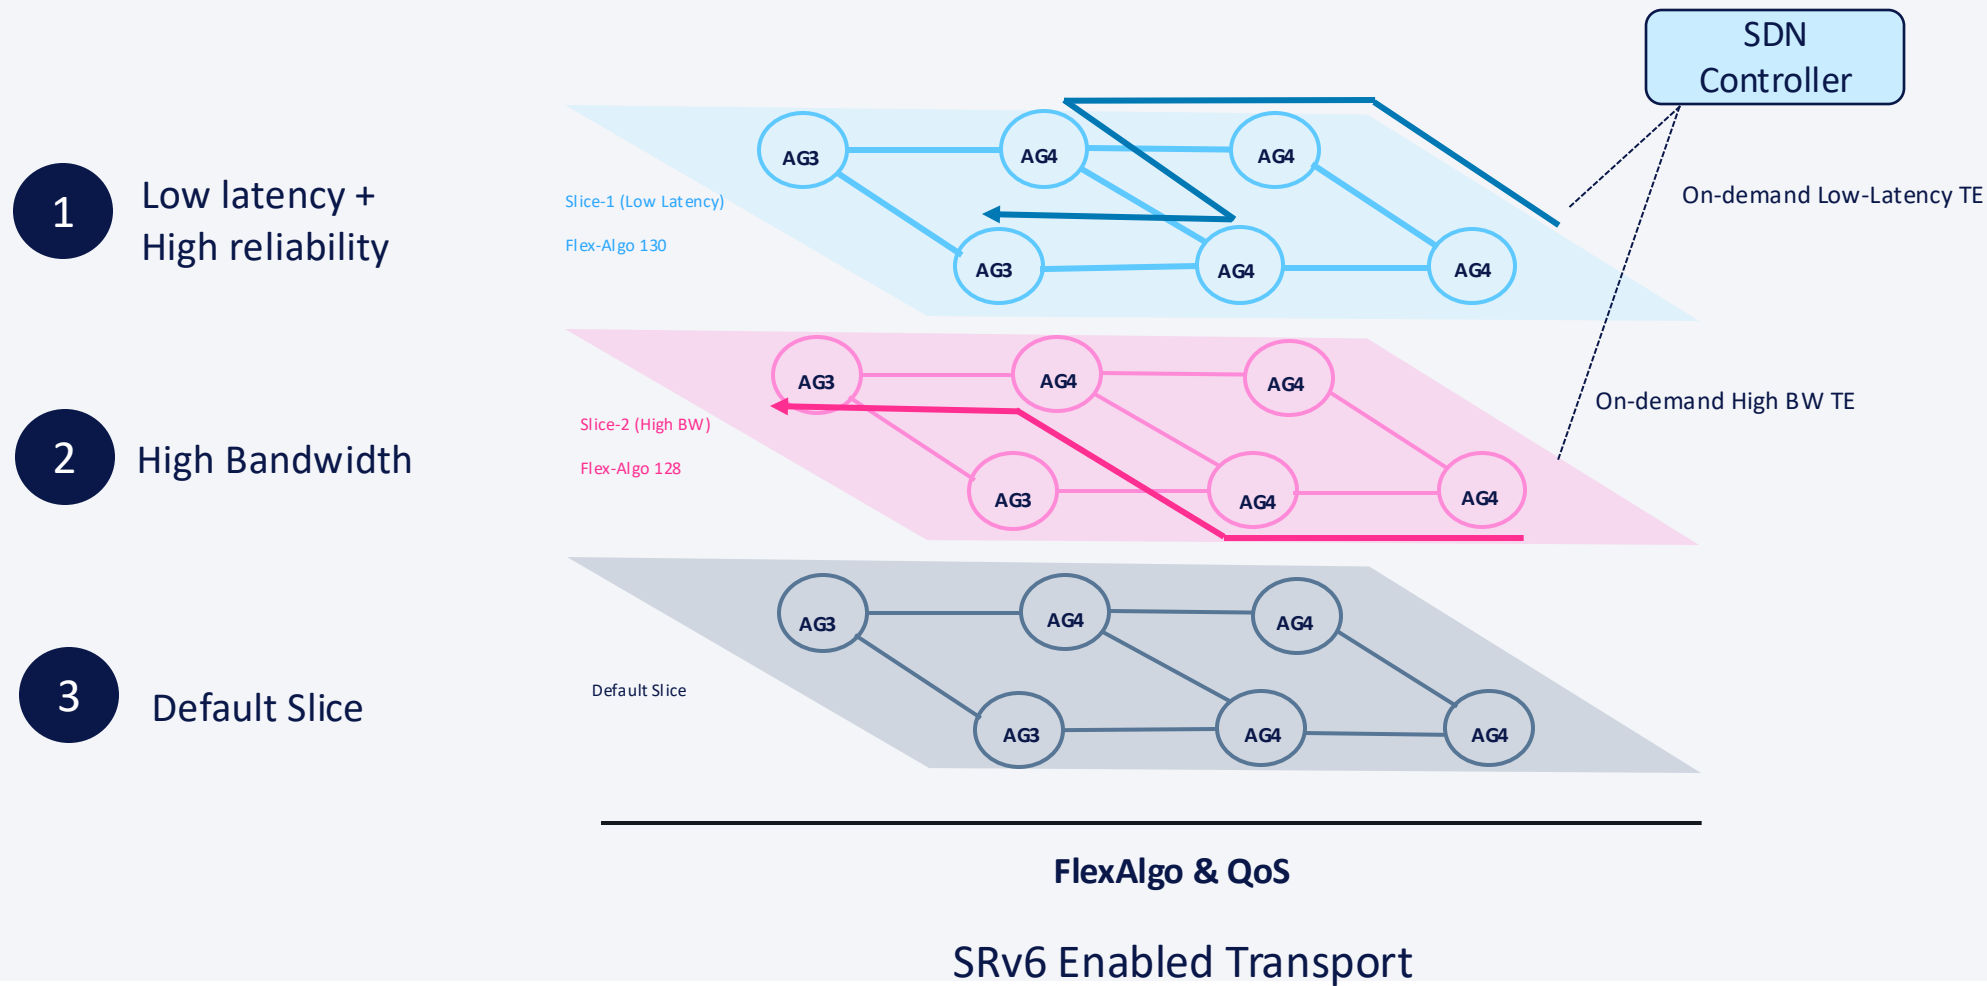 SDN
Controller
1
Low latency +
High reliability
Slice-1 (Low Latency)
Flex-Algo 130
AG3
AG4
AG4
AG3
AG4
AG4
On-demand Low-Latency TE
2
High Bandwidth
Slice-2 (High BW)
Flex-Algo 128
AG3
AG4
AG4
AG3
AG4
AG4
On-demand High BW TE
3
Default Slice
Default Slice
AG3
AG4
AG4
AG3
AG4
AG4
FlexAlgo & QoS
SRv6 Enabled Transport